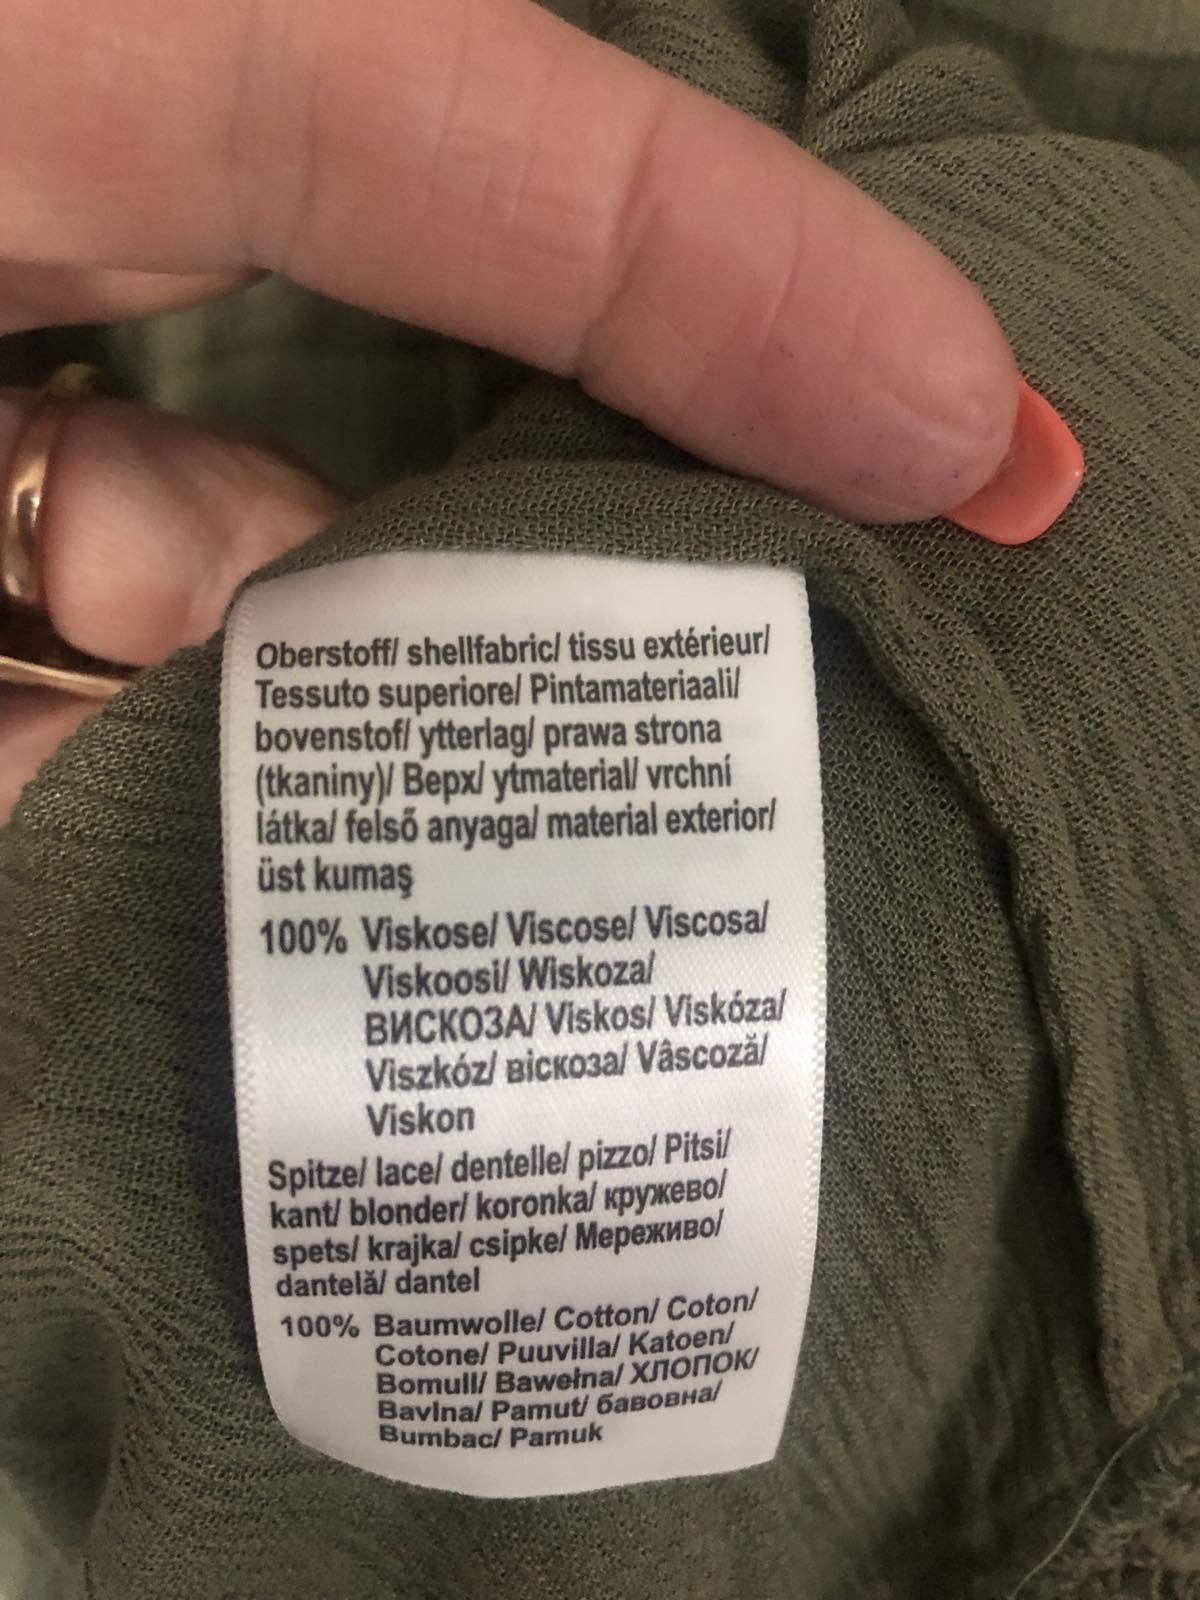 Oberstoff/ shellfabric/ tissu extérieur/
Tessuto superiore/ Pintamateriaali/
bovenstof/ ytterlag/ prawa strona
(tkaniny)/ Верх/ ytmaterial/ vrchní
látka/ felső anyaga/ material exterior/
üst kumaş
100% Viskose/ Viscose/ Viscosa/
Viskoosi/ Wiskoza/
ВИСКОЗА/ Viskos/ Viskóza/
Viszkóz/ віскоза/ Vâscoză/
Viskon
Spitze/ lace/ dentelle/ pizzo/ Pitsi/
kant/ blonder/ koronka/ кружево/
spets/ krajka/ csipke/ Мереживо/
dantelă/ dantel
100% Baumwolle/ Cotton/ Coton/
Cotone/ Puuvilla/ Katoen/
Bomull/ Bawełna/ ХЛОПОК/
Bavlna/ Pamut/ бавовна/
Bumbac/ Pamuk